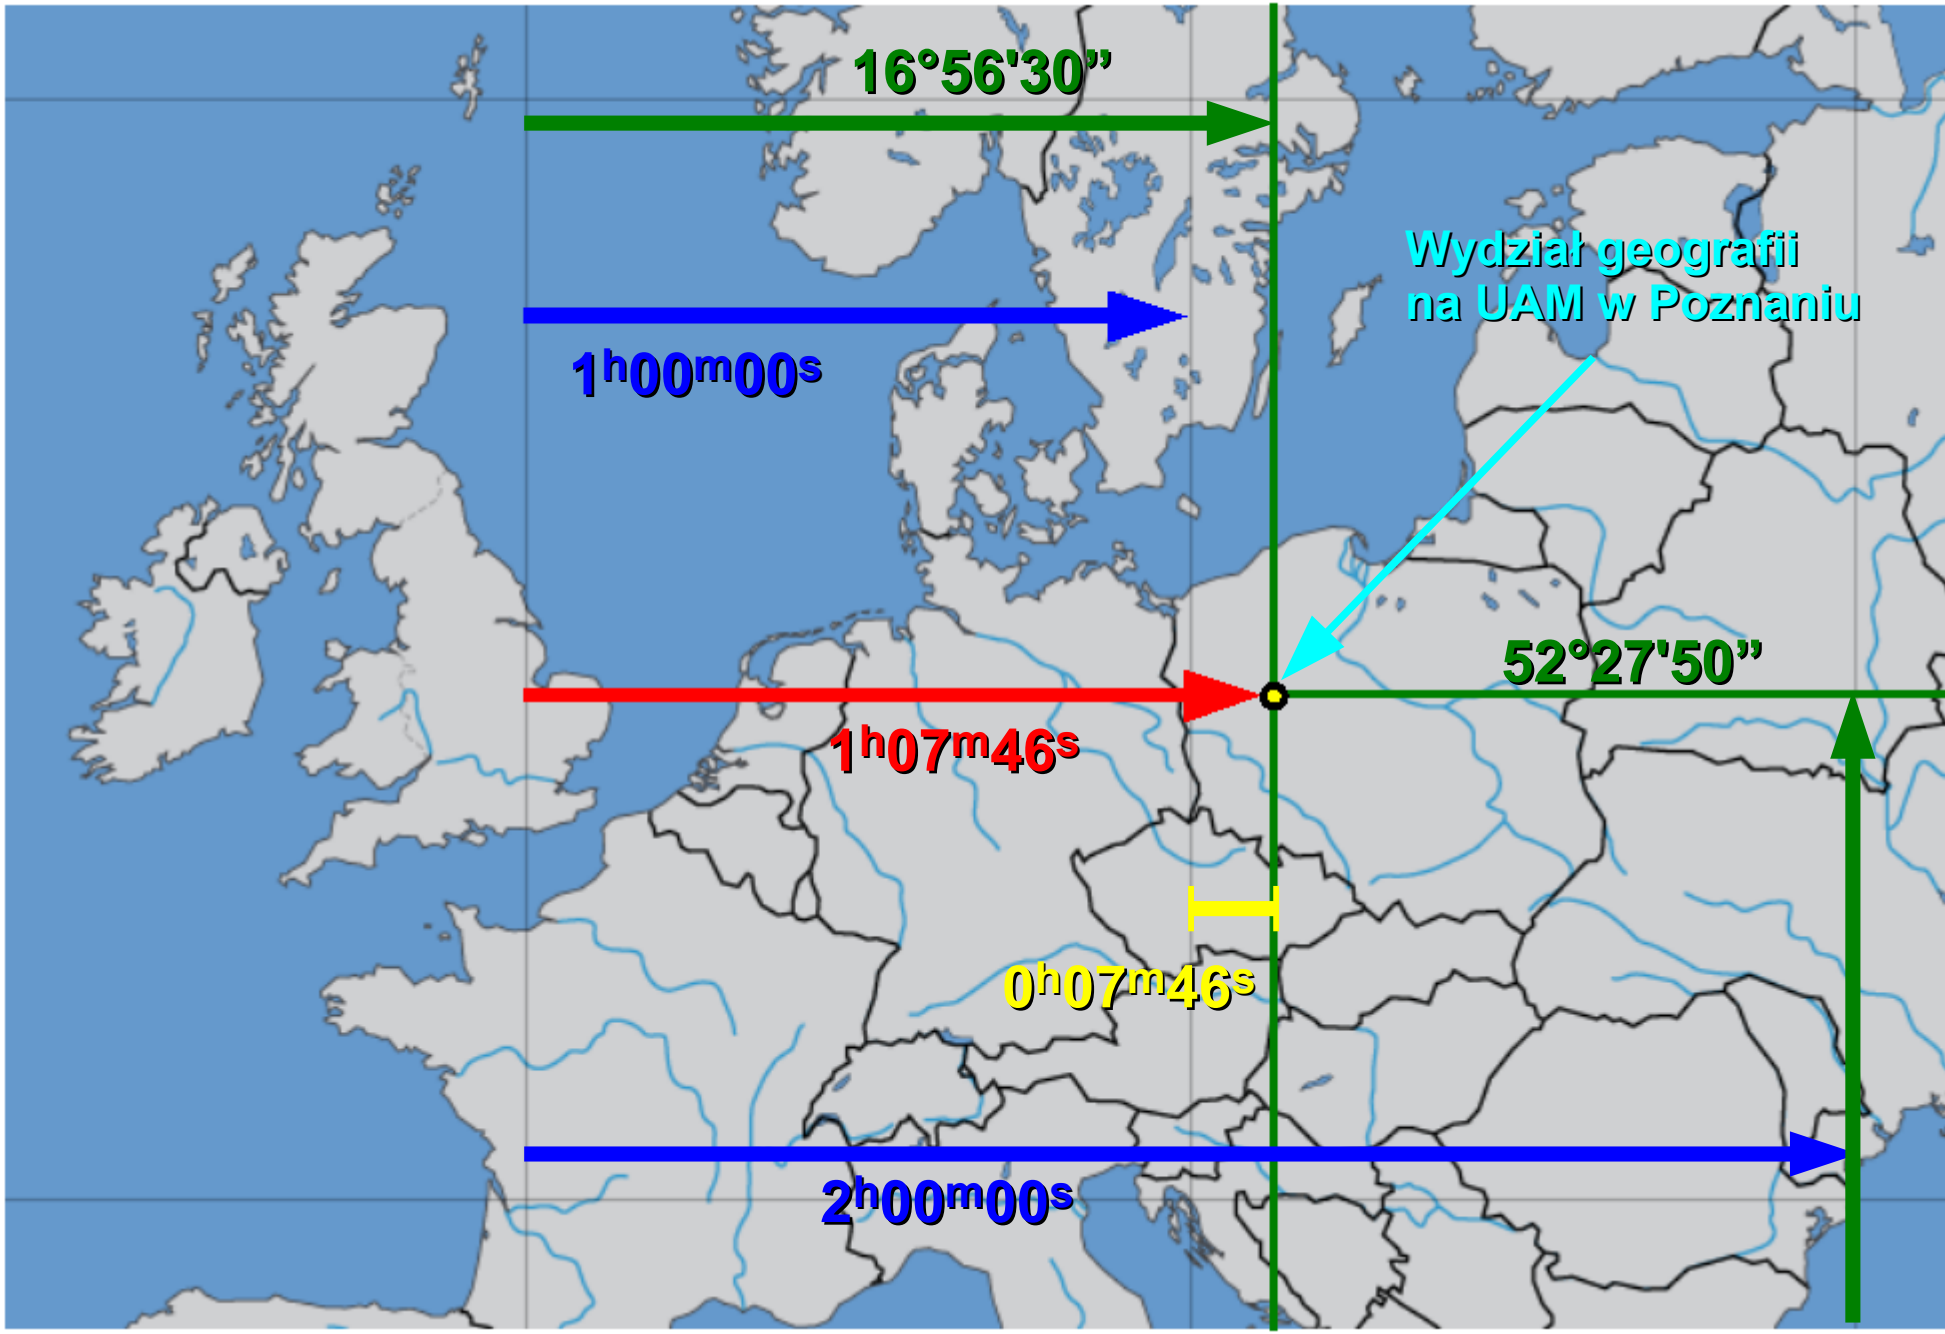 16°56'30”
Wydział geografii
na UAM w Poznaniu
1h00m00s
52°27'50”
1h07m46s
0h07m46s
2h00m00s